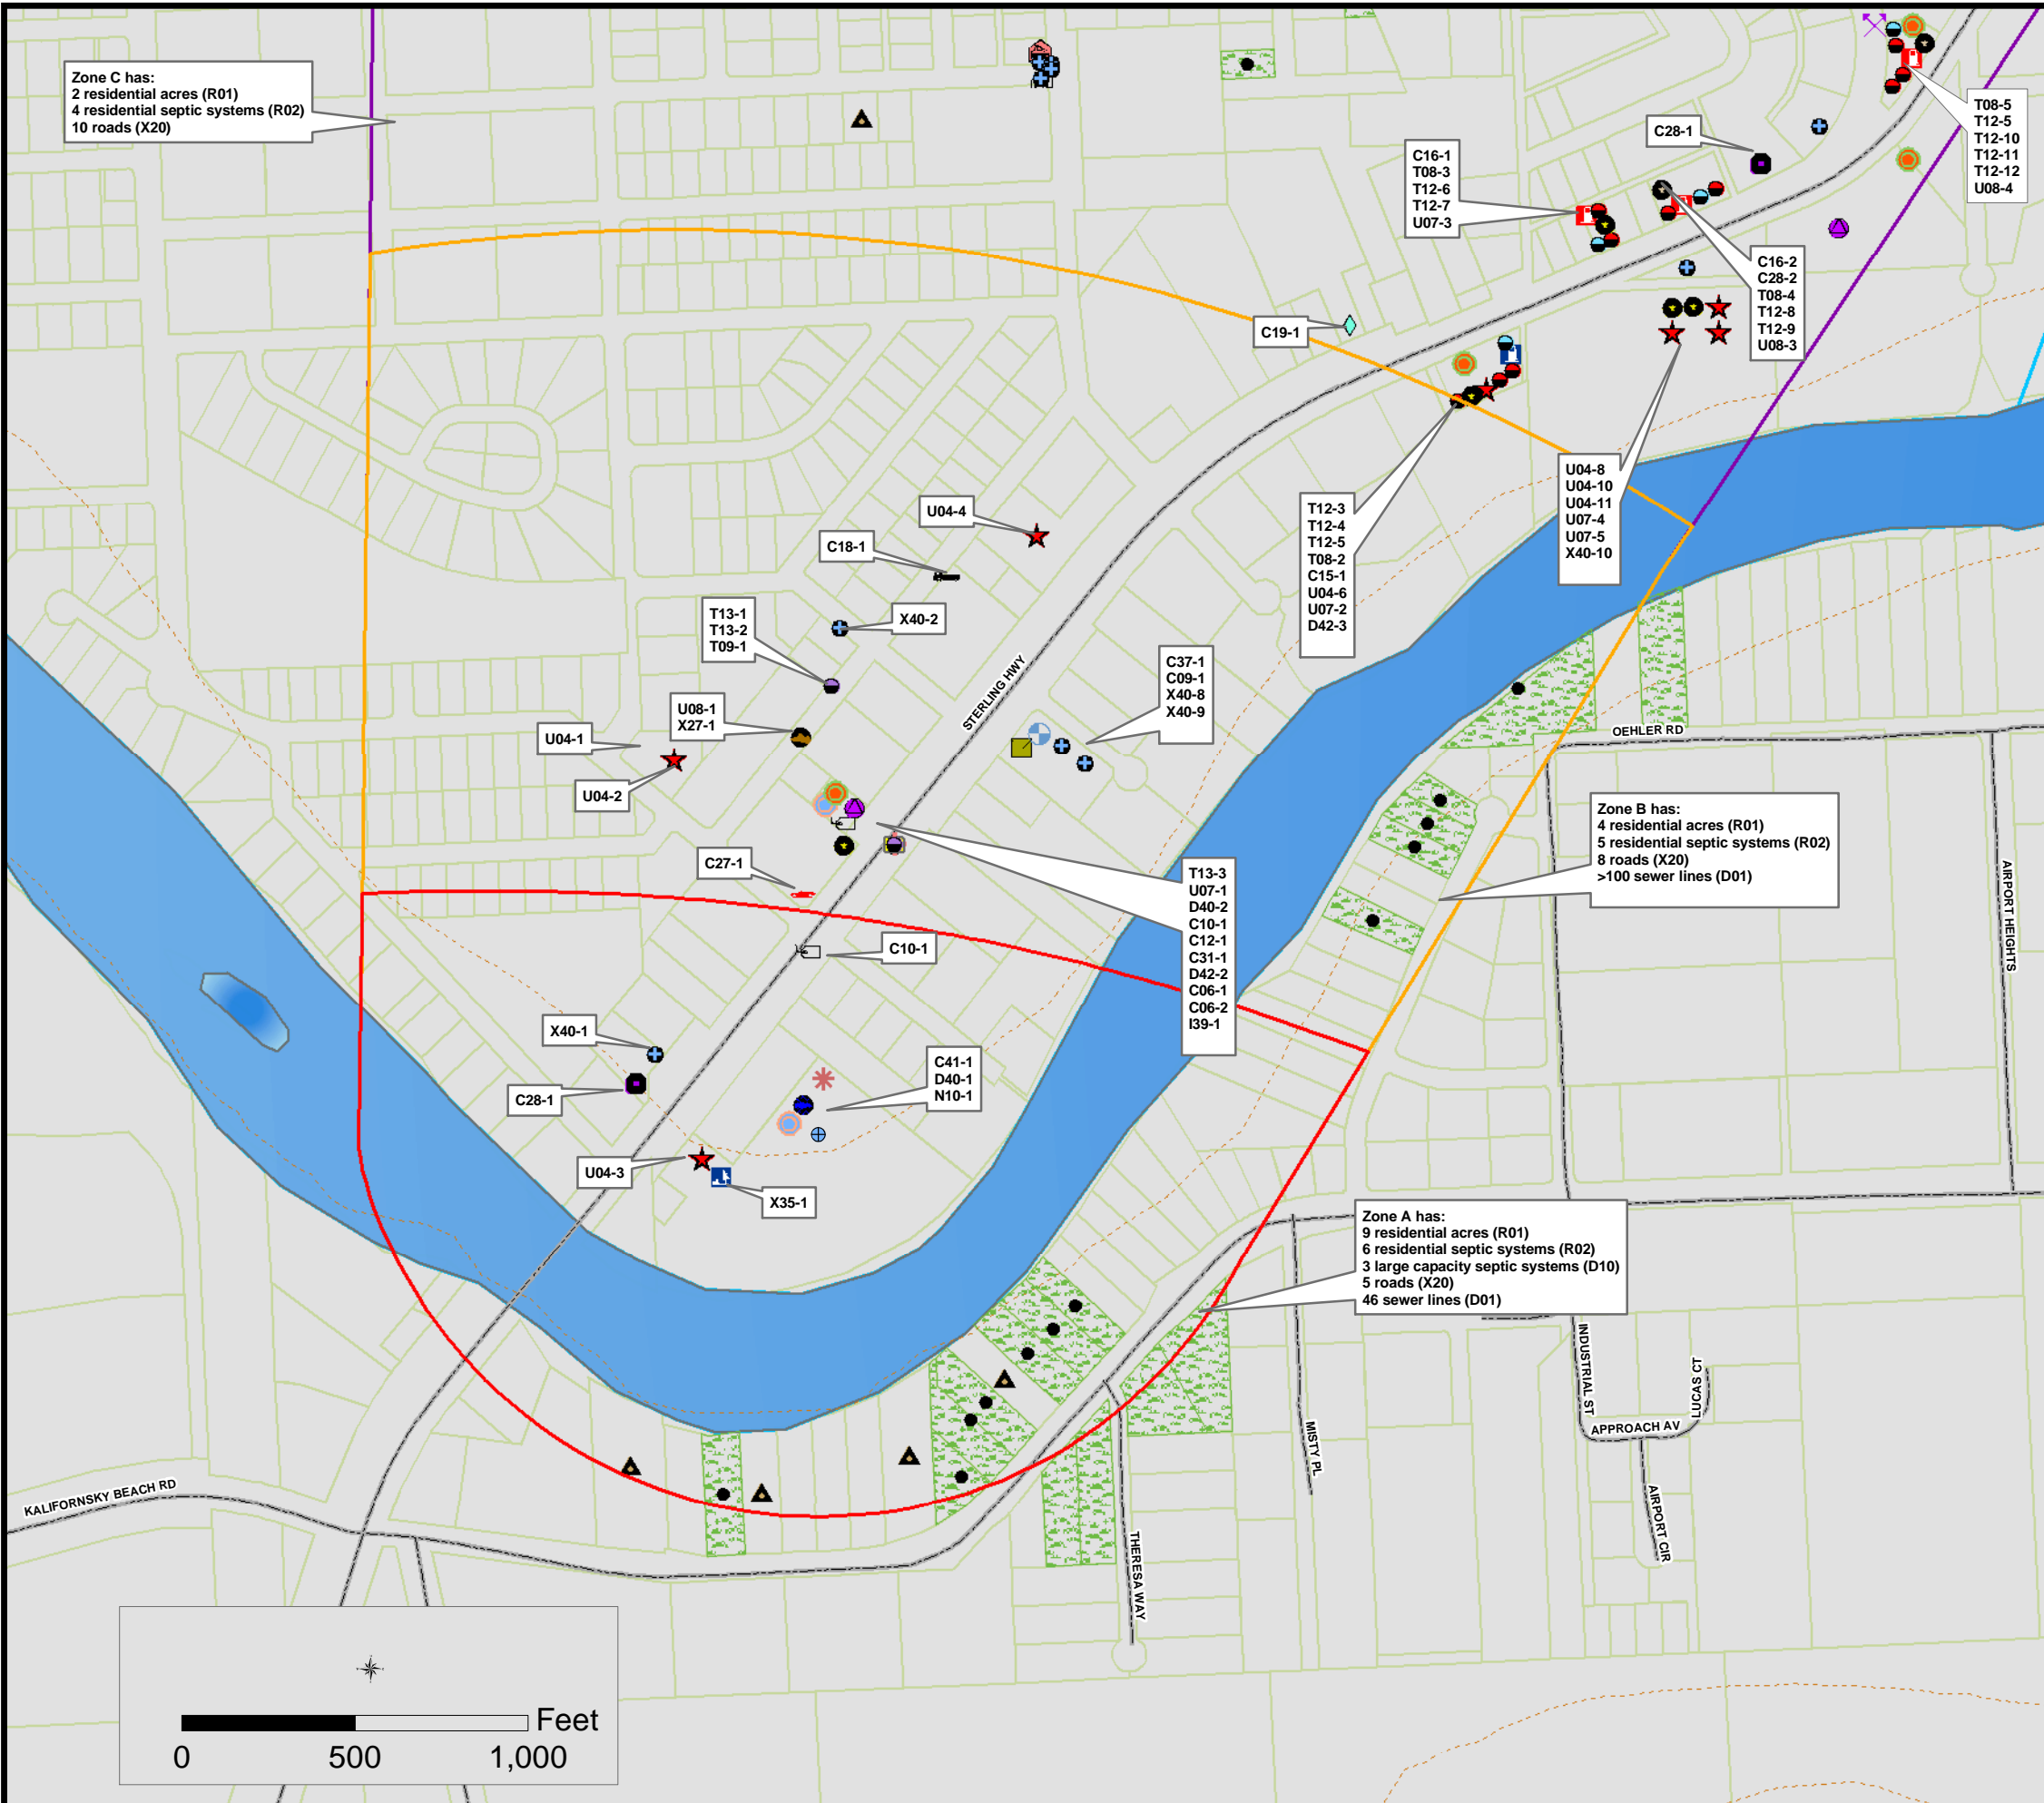 Zone C has:
2 residential acres (R01)
4 residential septic systems (R02)
10 roads (X20)
T08-5
T12-5
T12-10
T12-11
T12-12
U08-4
C28-1
C16-1
T08-3
T12-6
T12-7
U07-3
C16-2
C28-2
T08-4
T12-8
T12-9
U08-3
C19-1
U04-8
U04-10
U04-11
U07-4
U07-5
X40-10
T12-3
T12-4
T12-5
T08-2
C15-1
U04-6
U07-2
D42-3
U04-4
C18-1
X40-2
T13-1
T13-2
T09-1
STERLING HWY
C37-1
C09-1
X40-8
X40-9
U08-1
X27-1
U04-1
U04-2
OEHLER RD
Zone B has:
4 residential acres (R01)
5 residential septic systems (R02)
8 roads (X20)
>100 sewer lines (D01)
AIRPORT HEIGHTS
C27-1
T13-3
U07-1
D40-2
C10-1
C12-1
C31-1
D42-2
C06-1
C06-2
I39-1
C10-1
X40-1
C28-1
C41-1
D40-1
N10-1
U04-3
X35-1
Zone A has:
9 residential acres (R01)
6 residential septic systems (R02)
3 large capacity septic systems (D10)
5 roads (X20)
46 sewer lines (D01)
INDUSTRIAL ST
LUCAS CT
APPROACH AV
MISTY PL
AIRPORT CIR
KALIFORNSKY BEACH RD
THERESA WAY
Feet
0 500 1,000